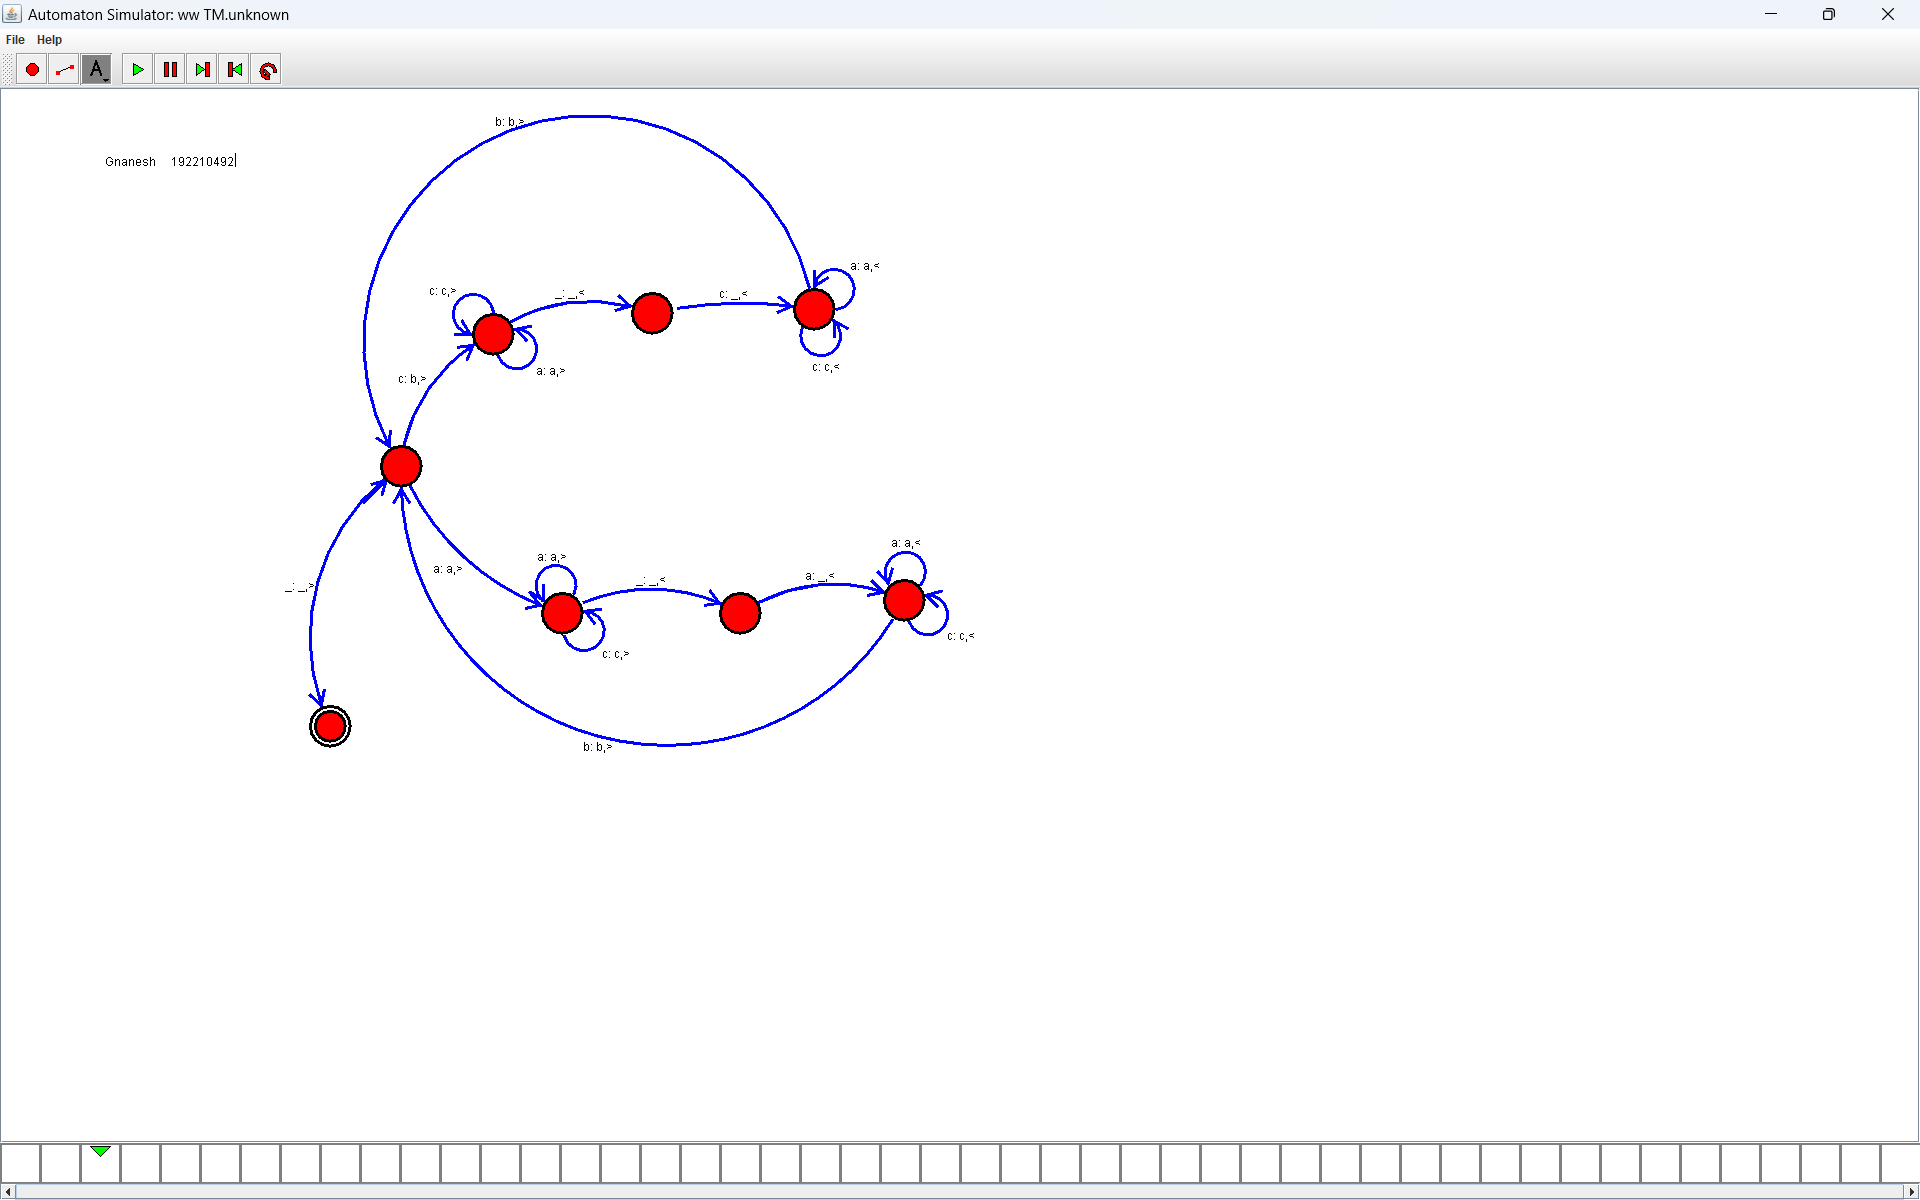 Automaton Simulator: ww TM.unknown
File Help
A
b: b,>
Gnanesh 192210492
a: a,<
c: c,>
_: _,<
c: _,<
a: a,>
c: c,<
c: b,>
a: a,<
a: a,>
a: a,>
_: _,<
a: _,<
_: _,>
c: c,<
c: c,>
b: b,>